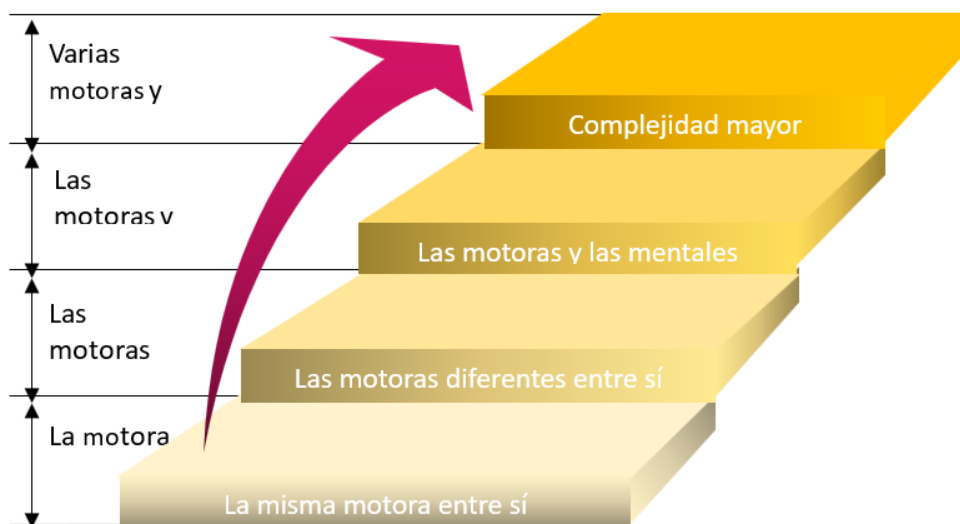 Varias
motoras y
Complejidad mayor
Las
motoras y
Las motoras y las mentales
Las
motoras
Las motoras diferentes entre sí
La motora
La misma motora entre sí